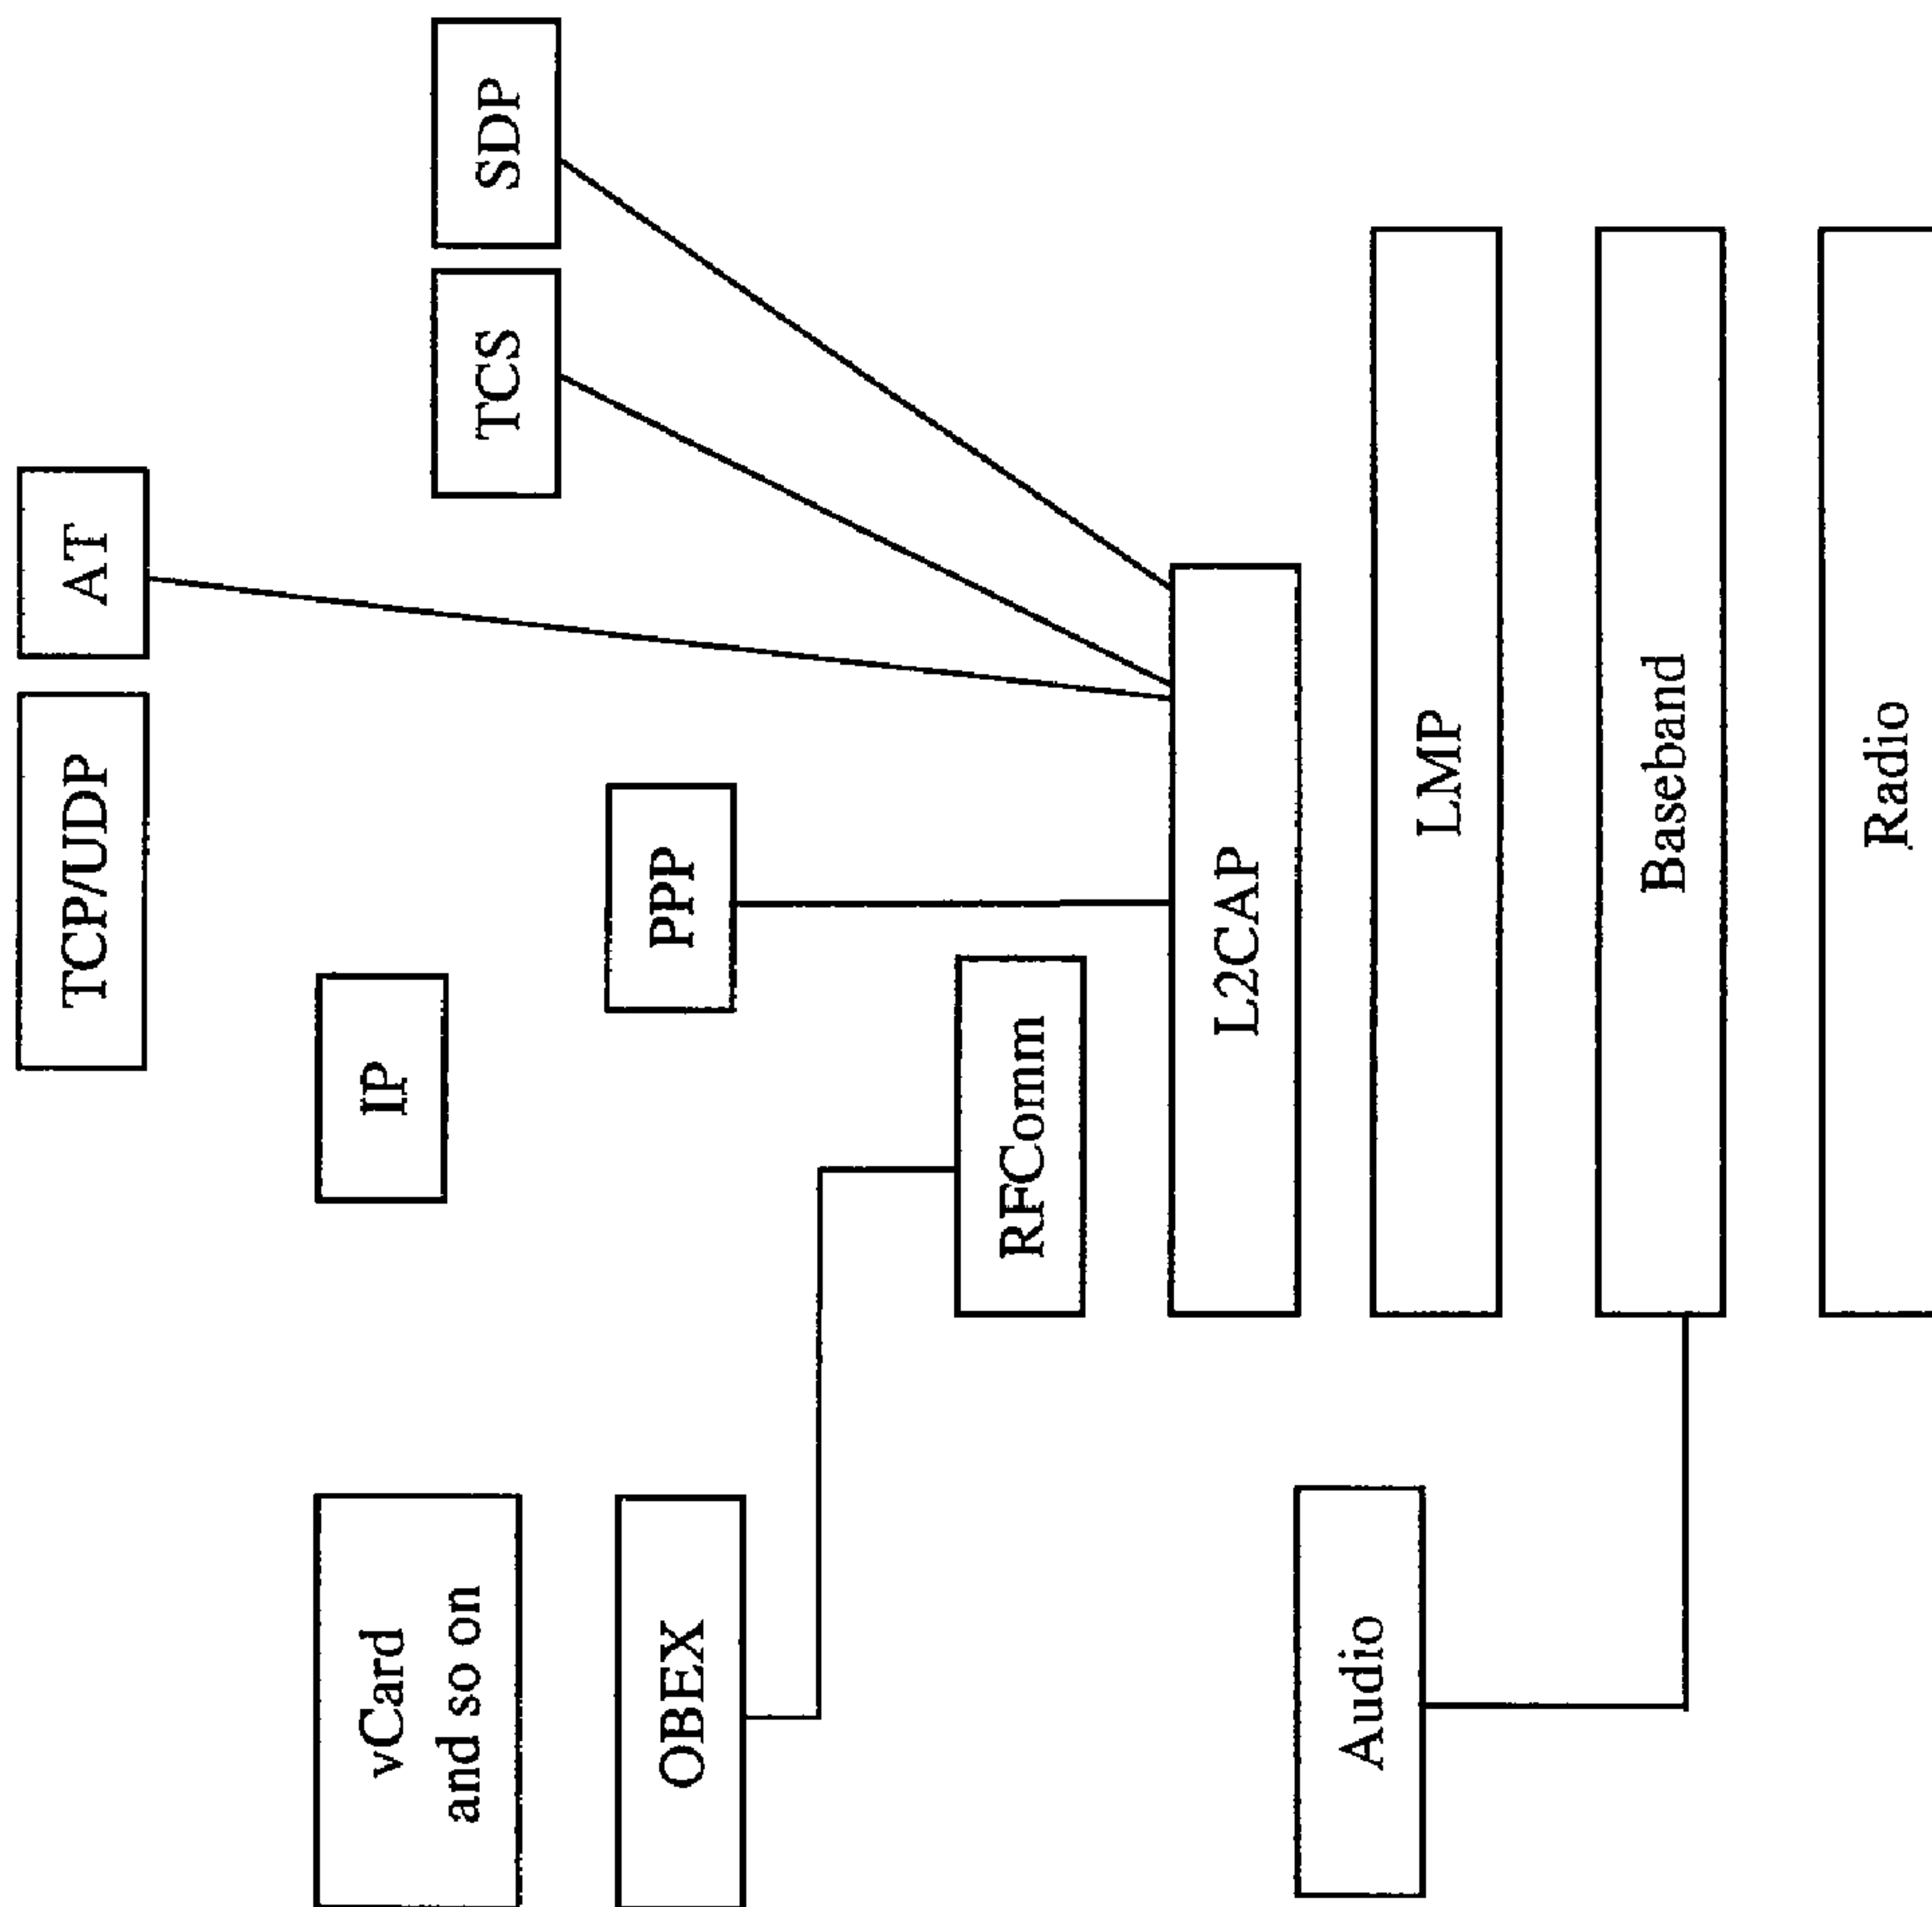 TCP/UDP
AT
vCard
and so on
IP
TCS
SDP
OBEX
PPP
RFComm
L2CAP
Audio
LMP
Baseband
Radio